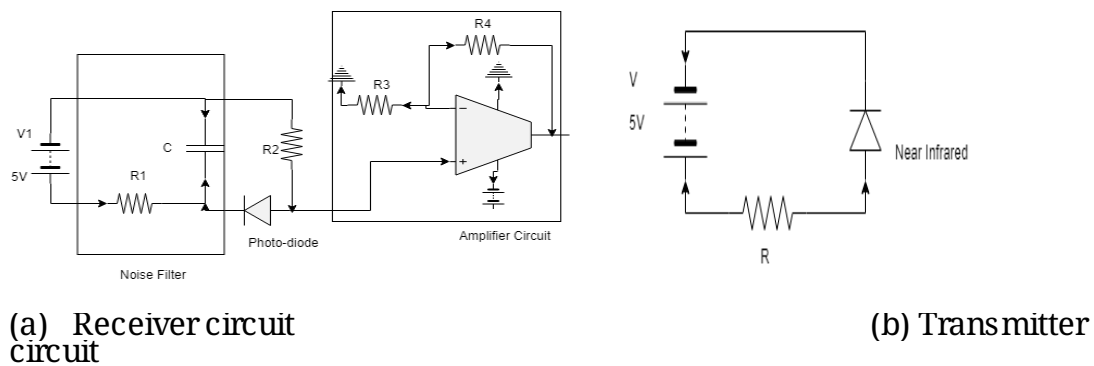 R4
R3
V1
C
R2
5V
R1
Photo-diode
Amplifier Circuit
Noise Filter
−
+
V
5V
Near Infrared
R
(a) Receiver circuit (b) Transmitter
circuit